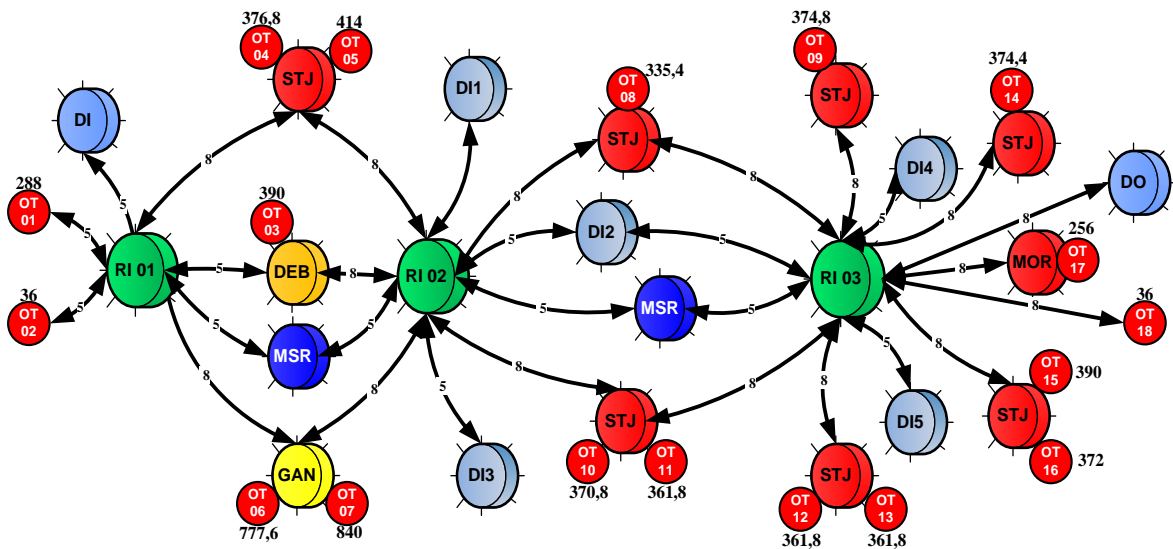 376,8
OT
04
414
OT
05
STJ
DI
DI1
374,8
OT
09
STJ
335,4
OT
08
STJ
374,4
OT
14
STJ
DI4
DO
8
8
8
8
8
8
8
5
5
288
OT
01
5
390
OT
03
RI 01
5
DEB
8
RI 02
5
DI2
5
RI 03
8
MOR
256
OT
17
36
OT
02
5
5
MSR
5
5
MSR
5
8
36
OT
18
8
8
8
5
8
8
8
5
8
OT
15
390
STJ
OT
16
372
GAN
OT
06
OT
07
777,6
840
DI3
STJ
OT
10
OT
11
370,8
361,8
DI5
STJ
OT
12
OT
13
361,8
361,8